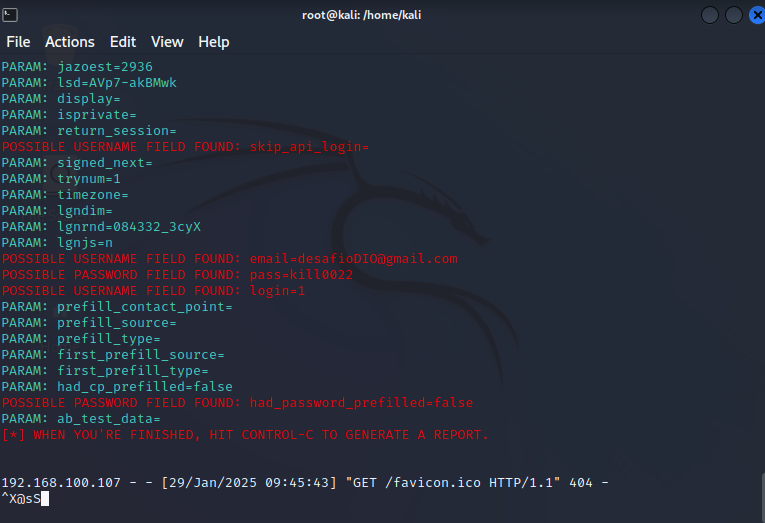 root@kali: /home/kali
File Actions Edit View Help
PARAM: jazoest=2936
PARAM: lsd=AVp7-akBMwk
PARAM: display=
PARAM: isprivate=
PARAM: return_session=
POSSIBLE USERNAME FIELD FOUND: skip_api_login=
PARAM: signed_next=
PARAM: trynum=1
PARAM: timezone=
PARAM: lgndim=
PARAM: lgnrnd=084332_3cyX
PARAM: lgnjs=n
POSSIBLE USERNAME FIELD FOUND: email=desafioDIO@gmail.com
POSSIBLE PASSWORD FIELD FOUND: pass=kill0022
POSSIBLE USERNAME FIELD FOUND: login=1
PARAM: prefill_contact_point=
PARAM: prefill_source=
PARAM: prefill_type=
PARAM: first_prefill_source=
PARAM: first_prefill_type=
PARAM: had_cp_prefilled=false
POSSIBLE PASSWORD FIELD FOUND: had_password_prefilled=false
PARAM: ab_test_data=
[*] WHEN YOU'RE FINISHED, HIT CONTROL-C TO GENERATE A REPORT.
192.168.100.107 - - [29/Jan/2025 09:45:43] "GET /favicon.ico HTTP/1.1" 404 -
^X@sS